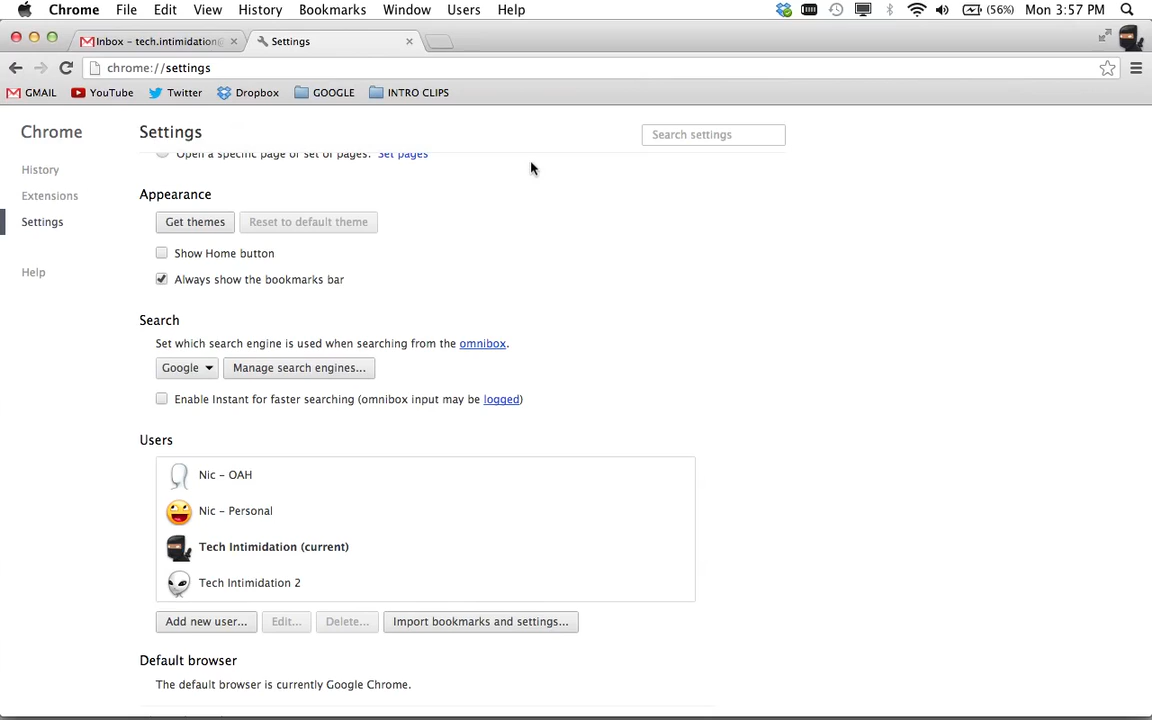 Chrome File Edit View History Bookmarks Window Users Help (56%) Mon 3:57 PM
Inbox – tech.intimidation@ Settings
chrome://settings
GMAIL YouTube Twitter Dropbox GOOGLE INTRO CLIPS
Chrome
History
Extensions
Settings
Help
Settings
Search settings
Open a specific page or set of pages. Set pages
Appearance
Get themes Reset to default theme
Show Home button
Always show the bookmarks bar
Search
Set which search engine is used when searching from the omnibox.
Google Manage search engines...
Enable Instant for faster searching (omnibox input may be logged)
Users
Nic – OAH
Nic – Personal
Tech Intimidation (current)
Tech Intimidation 2
Add new user... Edit... Delete... Import bookmarks and settings...
Default browser
The default browser is currently Google Chrome.